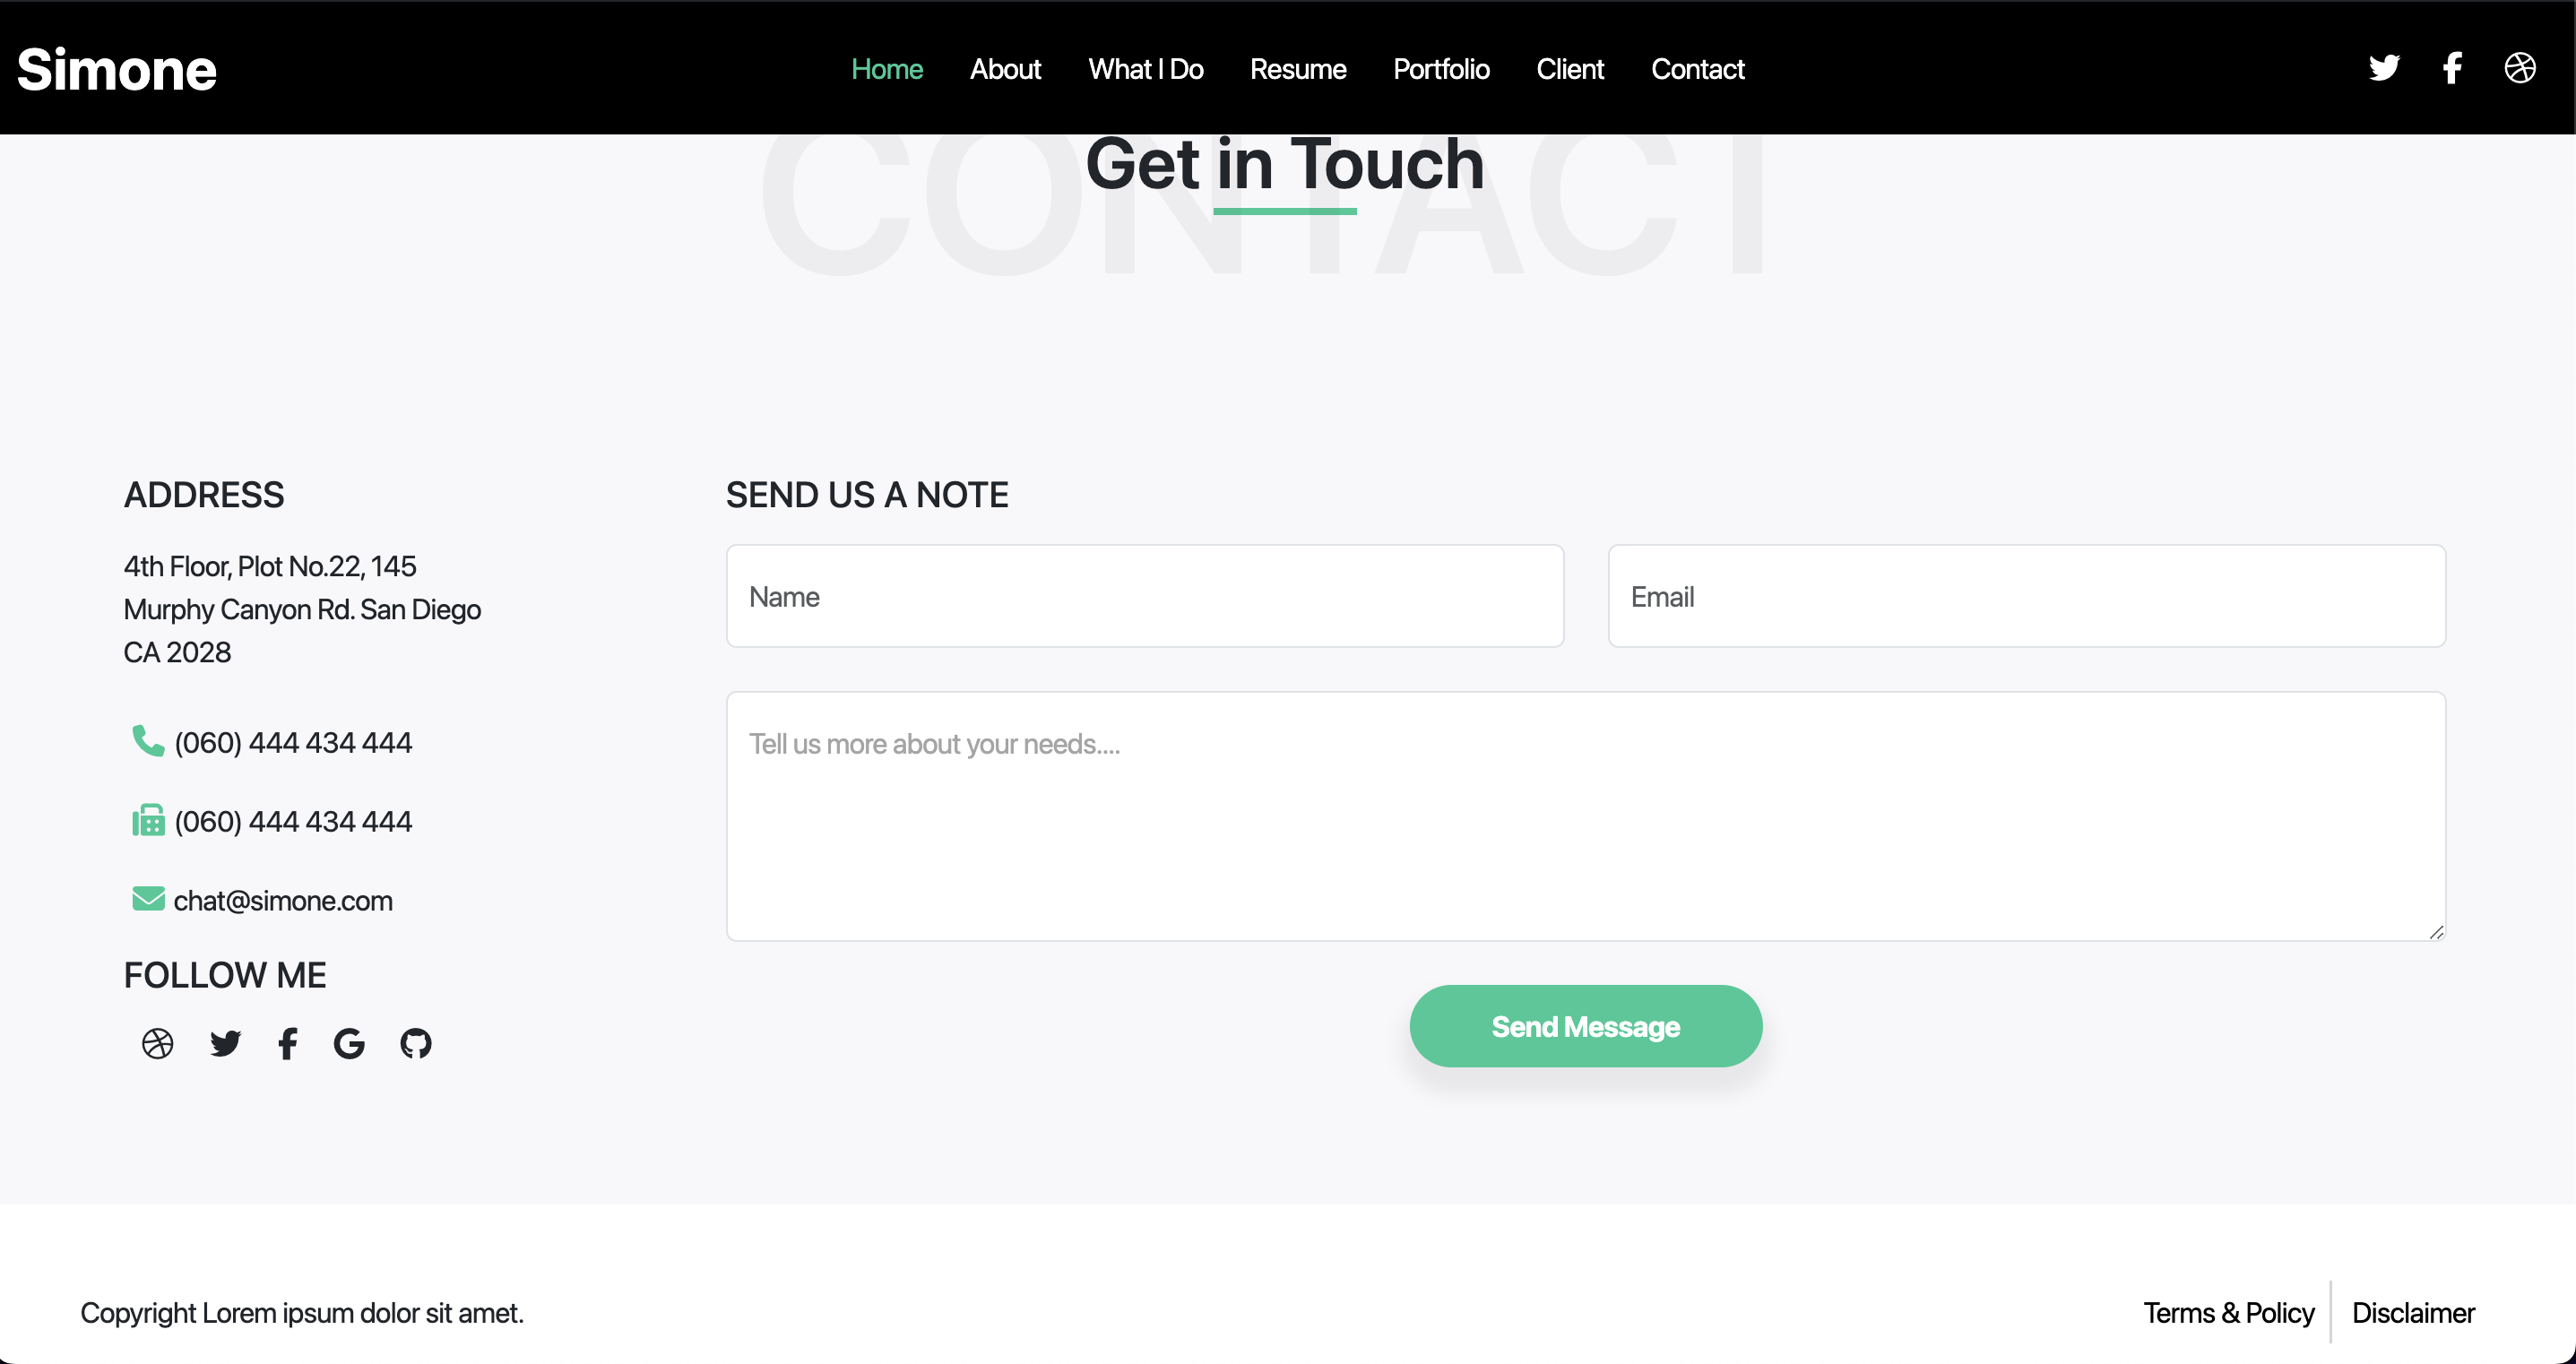 Simone
Home About What I Do Resume Portfolio Client Contact
CONTACT
Get in Touch
ADDRESS
4th Floor, Plot No.22, 145
Murphy Canyon Rd. San Diego
CA 2028
(060) 444 434 444
(060) 444 434 444
chat@simone.com
FOLLOW ME
SEND US A NOTE
Name
Email
Tell us more about your needs....
Send Message
Copyright Lorem ipsum dolor sit amet.
Terms & Policy
Disclaimer